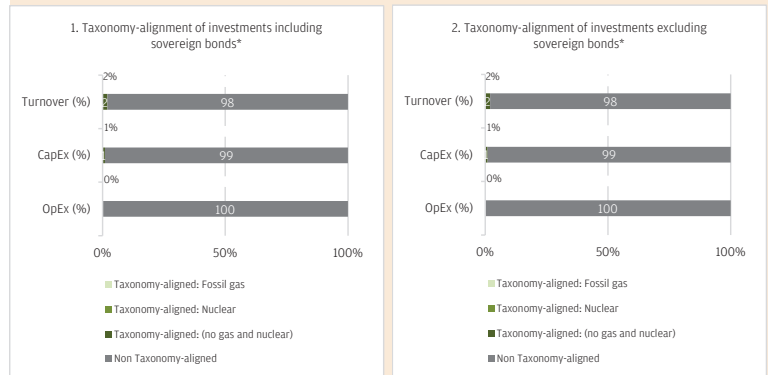 1. Taxonomy-alignment of investments including
sovereign bonds*
2%
Turnover (%)
2
98
1%
CapEx (%)
1
99
0%
OpEx (%)
100
0%
50%
100%
Taxonomy-aligned: Fossil gas
Taxonomy-aligned: Nuclear
Taxonomy-aligned: (no gas and nuclear)
Non Taxonomy-aligned
2. Taxonomy-alignment of investments excluding
sovereign bonds*
2%
Turnover (%)
2
98
1%
CapEx (%)
1
99
0%
OpEx (%)
100
0%
50%
100%
Taxonomy-aligned: Fossil gas
Taxonomy-aligned: Nuclear
Taxonomy-aligned: (no gas and nuclear)
Non Taxonomy-aligned